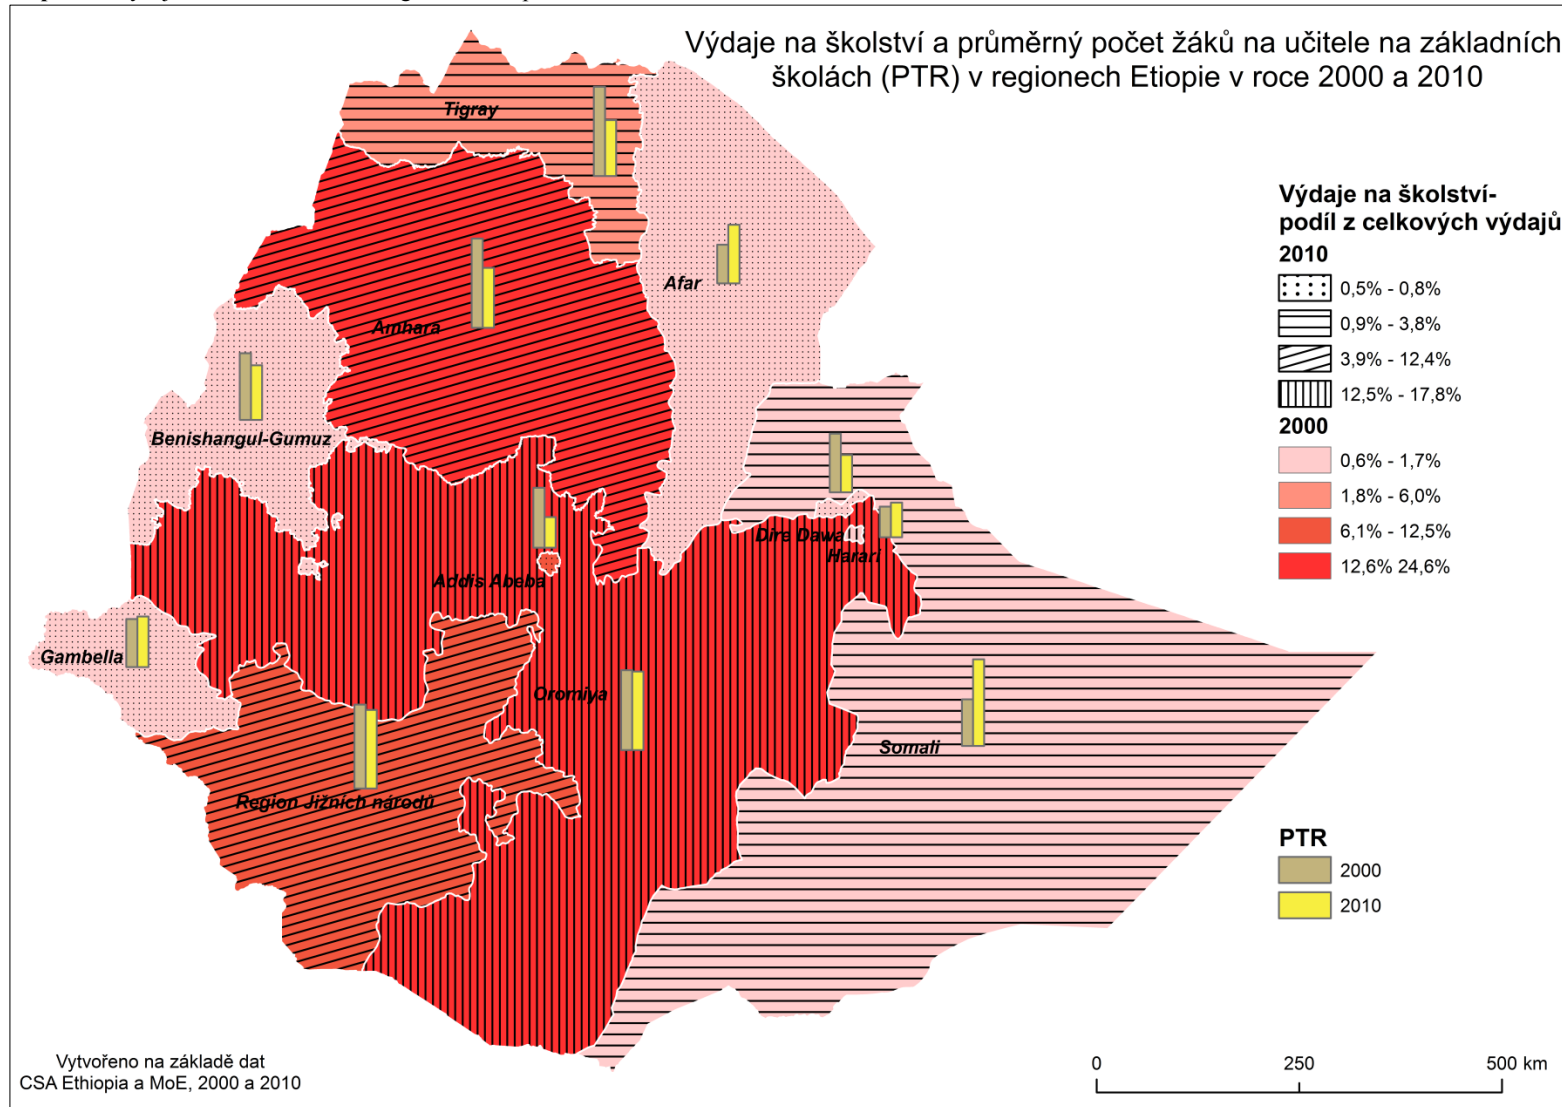 Výdaje na školství a průměrný počet žáků na učitele na základních
školách (PTR) v regionech Etiopie v roce 2000 a 2010
Tigray
Afar
Amhara
Benishangul-Gumuz
Dire Dawa
Harari
Addis Abeba
Gambella
Oromiya
Somali
Region Jižních národů
Výdaje na školství-
podíl z celkových výdajů
2010
0,5% - 0,8%
0,9% - 3,8%
3,9% - 12,4%
12,5% - 17,8%
2000
0,6% - 1,7%
1,8% - 6,0%
6,1% - 12,5%
12,6% 24,6%
PTR
2000
2010
Vytvořeno na základě dat
CSA Ethiopia a MoE, 2000 a 2010
0 250 500 km